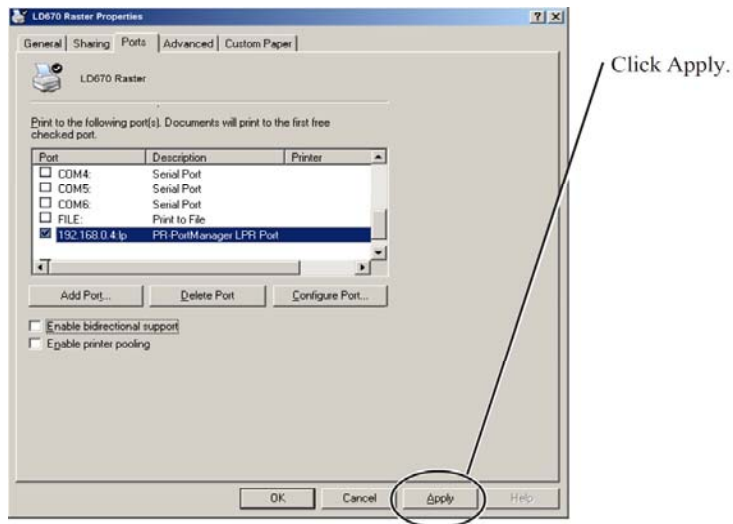 LD670 Raster Properties
General Sharing Ports Advanced Custom Paper
Click Apply.
LD670 Raster
Print to the following port(s). Documents will print to the first free
checked port.
Port Description Printer
COM4: Serial Port
COM5: Serial Port
COM6: Serial Port
FILE: Print to File
192.168.0.4:lp PR-PortManager LPR Port
Add Port... Delete Port Configure Port...
Enable bidirectional support
Enable printer pooling
OK Cancel Apply Help